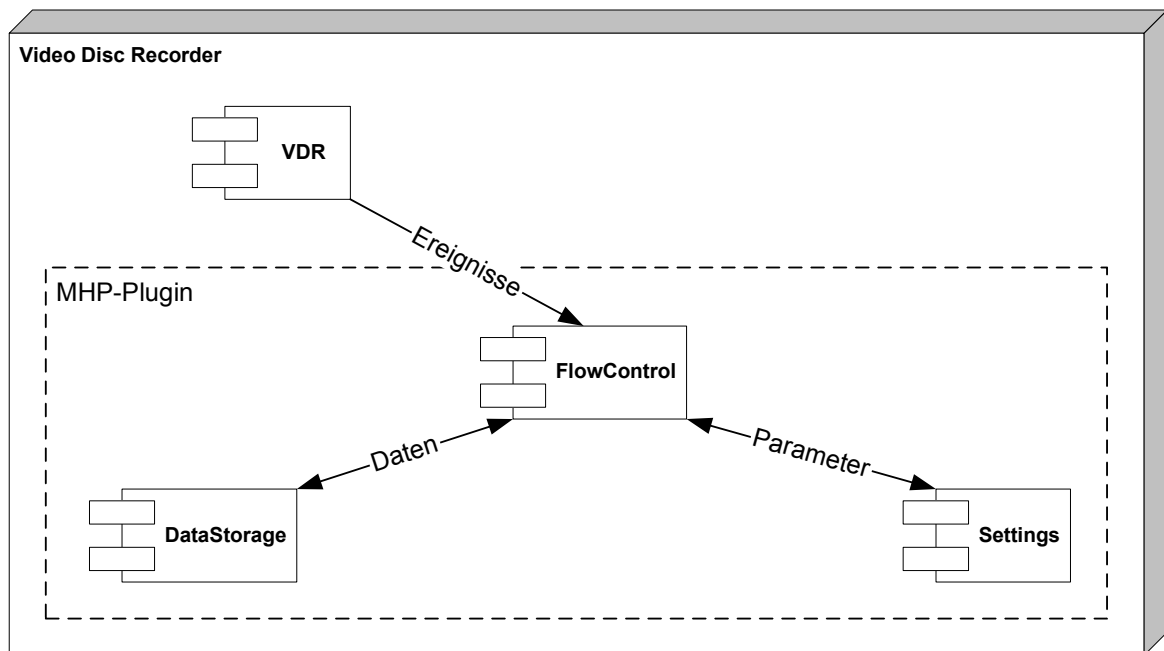 Video Disc Recorder
VDR
Ereignisse
MHP-Plugin
FlowControl
Daten
Parameter
DataStorage
Settings